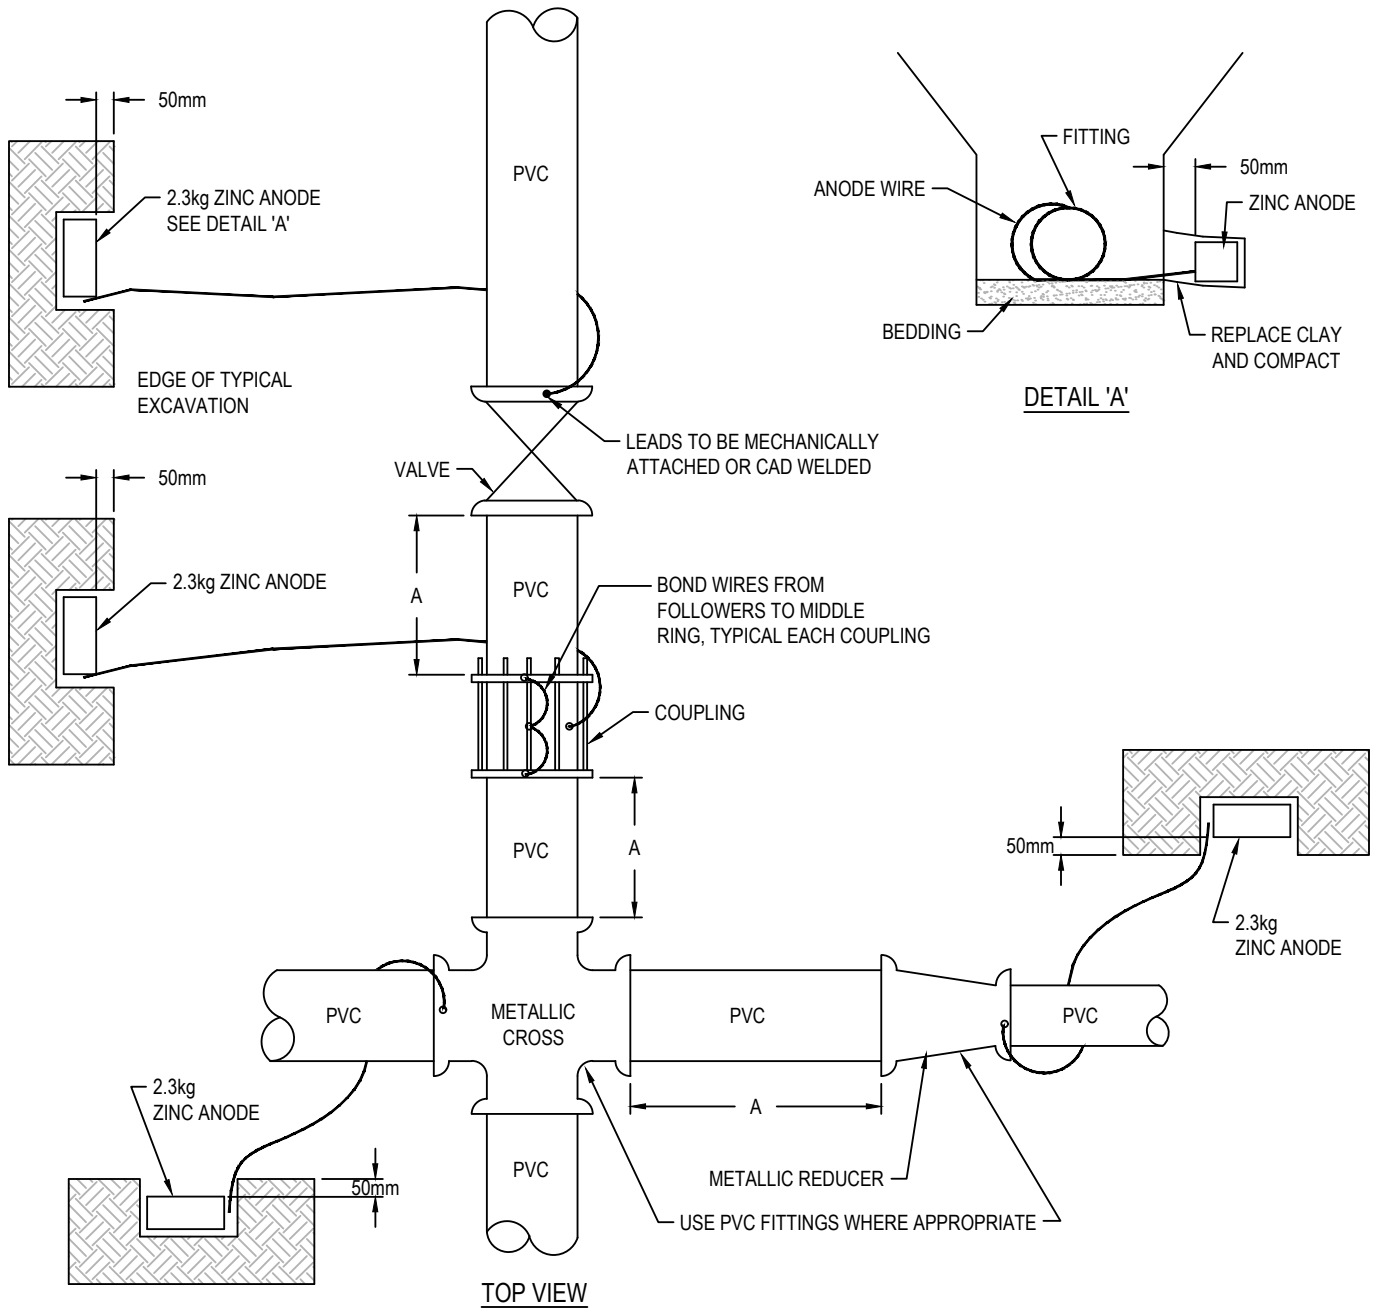 50mm
2.3kg ZINC ANODE
SEE DETAIL 'A'
EDGE OF TYPICAL
EXCAVATION
PVC
LEADS TO BE MECHANICALLY
ATTACHED OR CAD WELDED
VALVE
FITTING
ANODE WIRE
50mm
ZINC ANODE
BEDDING
REPLACE CLAY
AND COMPACT
DETAIL 'A'
50mm
2.3kg ZINC ANODE
A
PVC
BOND WIRES FROM
FOLLOWERS TO MIDDLE
RING, TYPICAL EACH COUPLING
COUPLING
PVC
A
50mm
2.3kg
ZINC ANODE
PVC
METALLIC
CROSS
PVC
PVC
2.3kg
ZINC ANODE
A
PVC
METALLIC REDUCER
50mm
USE PVC FITTINGS WHERE APPROPRIATE
TOP VIEW